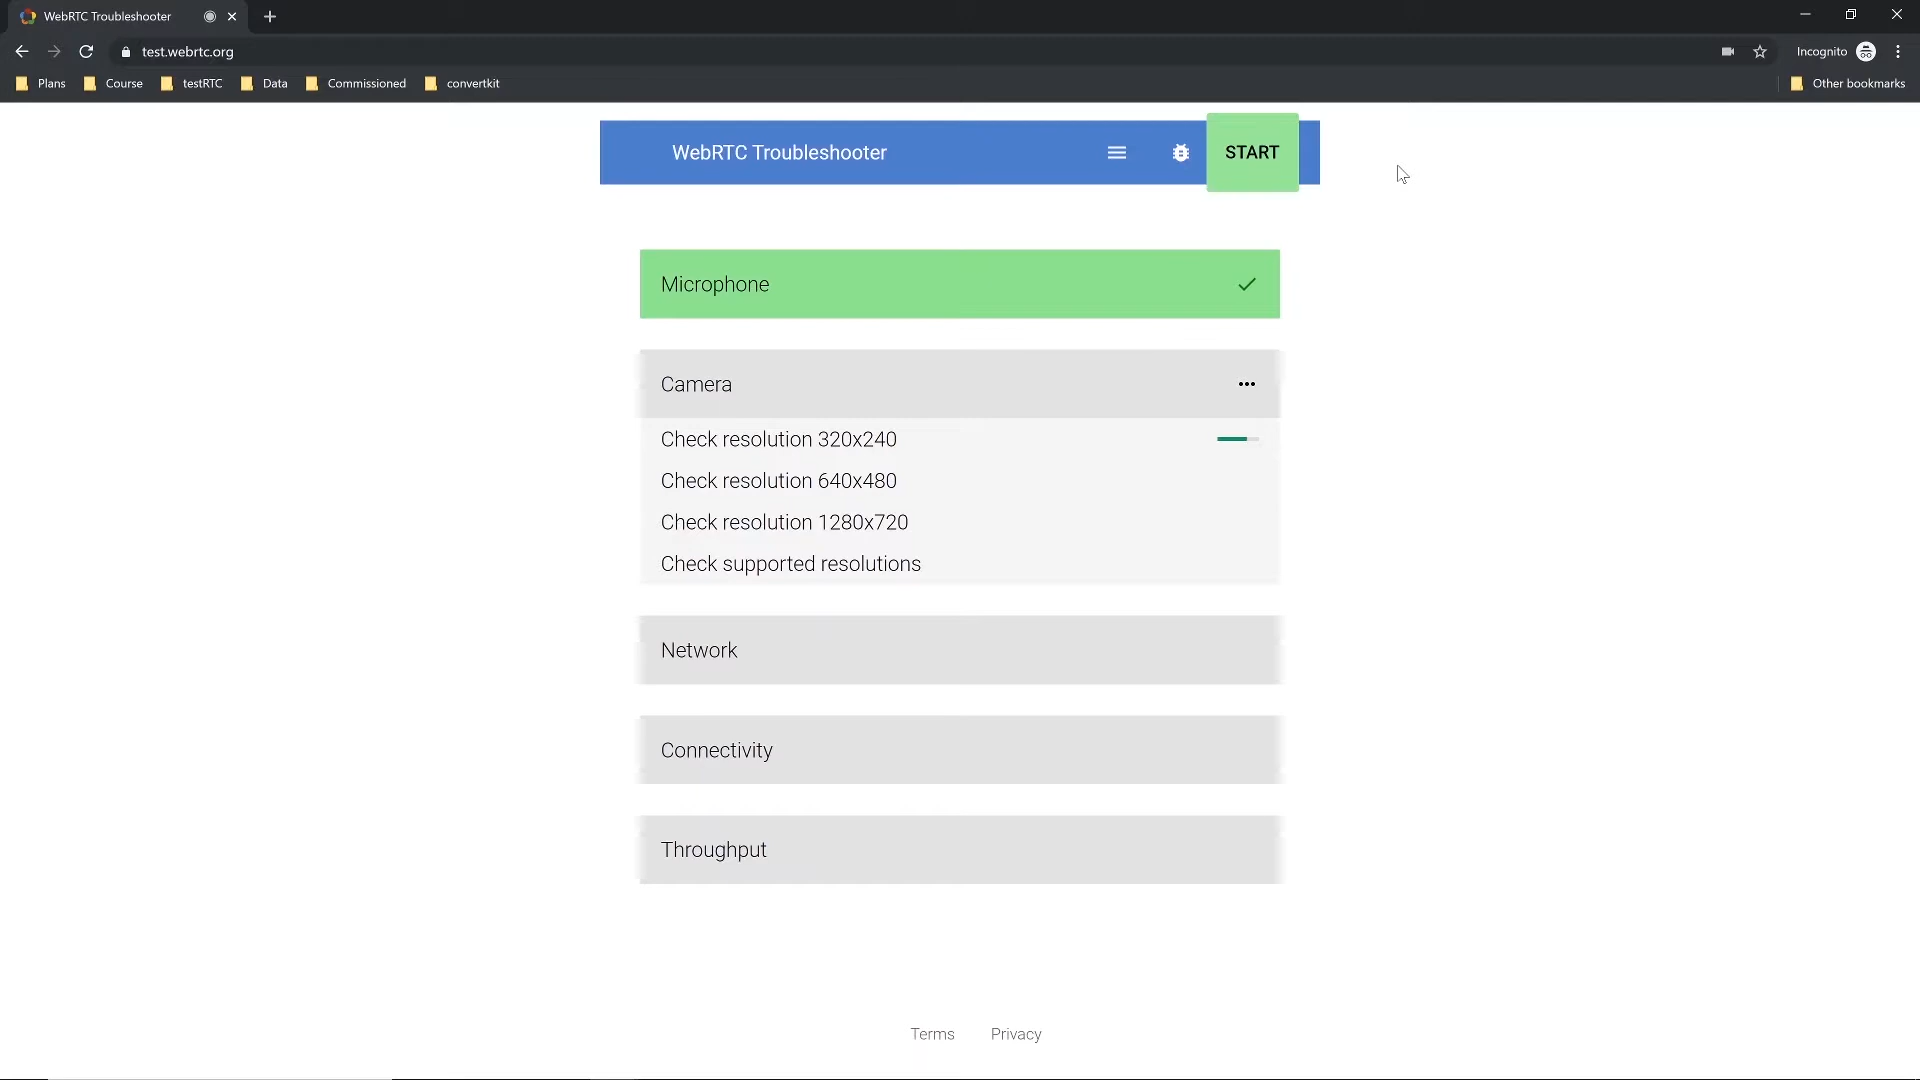 WebRTC Troubleshooter
test.webrtc.org
Incognito
Plans Course testRTC Data Commissioned convertkit Other bookmarks
WebRTC Troubleshooter START
Microphone
Camera
Check resolution 320x240
Check resolution 640x480
Check resolution 1280x720
Check supported resolutions
Network
Connectivity
Throughput
Terms Privacy